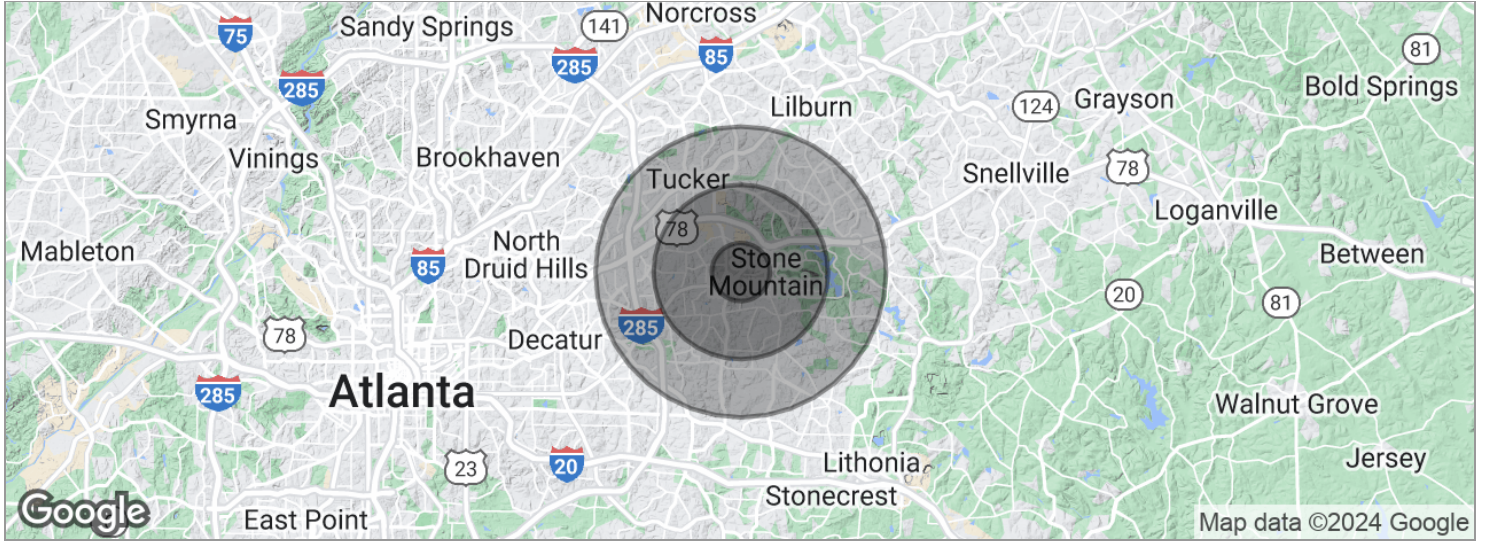 Norcross
Sandy Springs
141
75
81
85
285
285
Bold Springs
Grayson
Lilburn
124
Smyrna
Vinings
Brookhaven
Snellville
78
Tucker
Loganville
78
Mableton
North
Druid Hills
Between
85
Stone
Mountain
20
81
285
78
Decatur
285
Atlanta
Walnut Grove
23
20
Lithonia
Jersey
Stonecrest
Google
East Point
Map data ©2024 Google